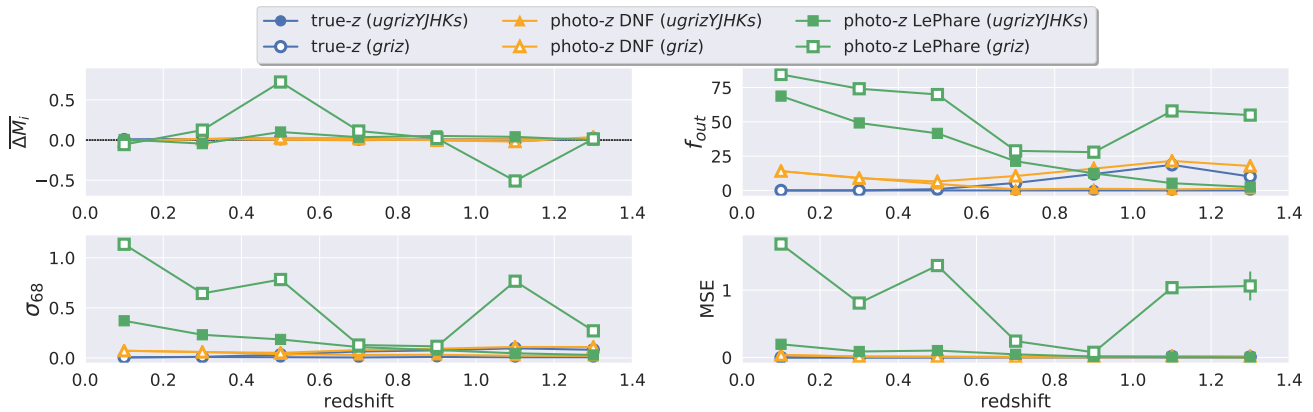 true-z (ugrizYJHKs) photo-z DNF (ugrizYJHKs) photo-z LePhare (ugrizYJHKs)
true-z (griz) photo-z DNF (griz) photo-z LePhare (griz)
0.5
0.0
−0.5
$\overline{\Delta M_i}$
0.0 0.2 0.4 0.6 0.8 1.0 1.2 1.4
75
50
25
0
f_out
0.0 0.2 0.4 0.6 0.8 1.0 1.2 1.4
1.0
0.5
0.0
σ_68
0.0 0.2 0.4 0.6 0.8 1.0 1.2 1.4
redshift
1
0
MSE
0.0 0.2 0.4 0.6 0.8 1.0 1.2 1.4
redshift